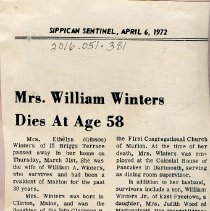 SIPPICAN SENTINEL, APRIL 6, 1972
2016.051.381
Mrs. William Winters
Dies At Age 58
Mrs. Ethelyn (Gibson)
Winters of 10 Briggs Terrace
passed away in her home on
Thursday, March 31st. She was
the wife of William A. Winters,
who survives and had been a
resident of Marion for the past
38 years.
Mrs. Winters was born in
Clinton, Maine, and was the
the First Congregational Church
of Marion. At the time of her
death, Mrs. Winters was em-
ployed at the Colonial House of
Pancakes in Dartmouth, serving
as dining room supervisor.
In addition to her husband,
survivors include a son, William
Winters Jr., of East Freetown, a
daughter, Mrs. Judith Wood of